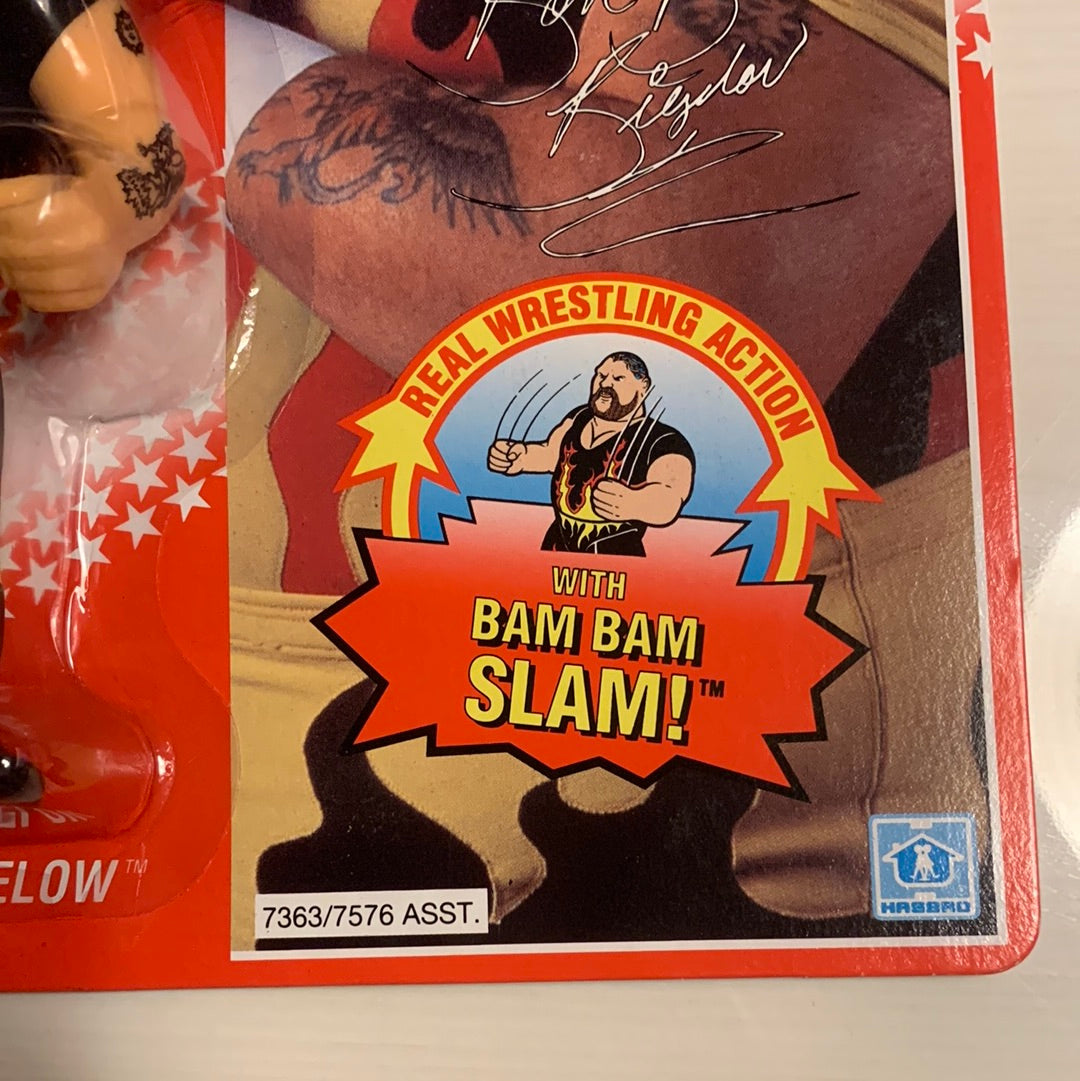 REAL WRESTLING ACTION
WITH
BAM BAM
SLAM!™
ELOW™
7363/7576 ASST.
HASBRO